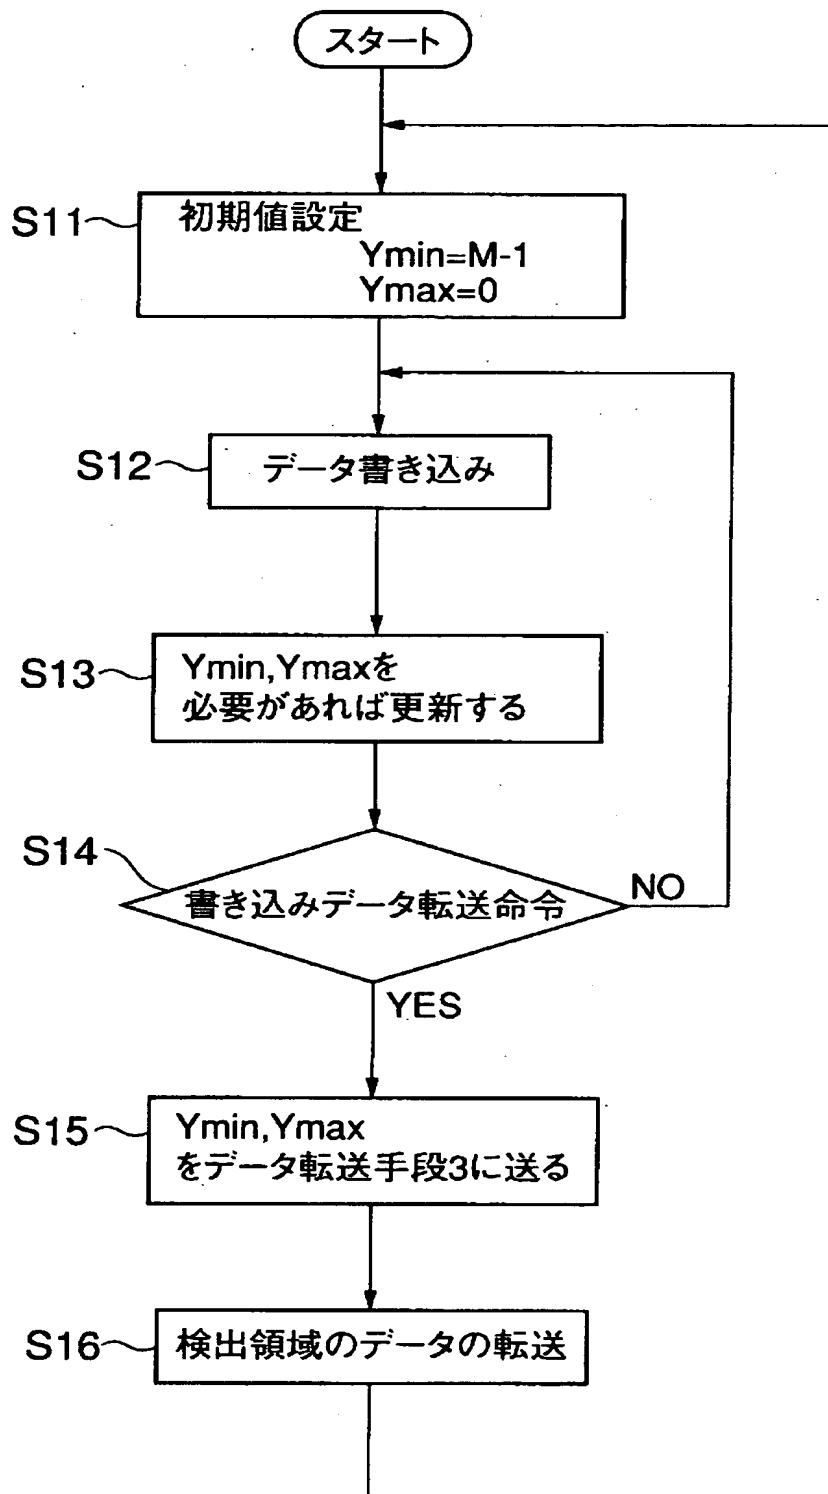 スタート
S11
初期値設定
Ymin=M-1
Ymax=0
S12
データ書き込み
S13
Ymin,Ymaxを
必要があれば更新する
S14
書き込みデータ転送命令
NO
YES
S15
Ymin,Ymax
をデータ転送手段3に送る
S16
検出領域のデータの転送